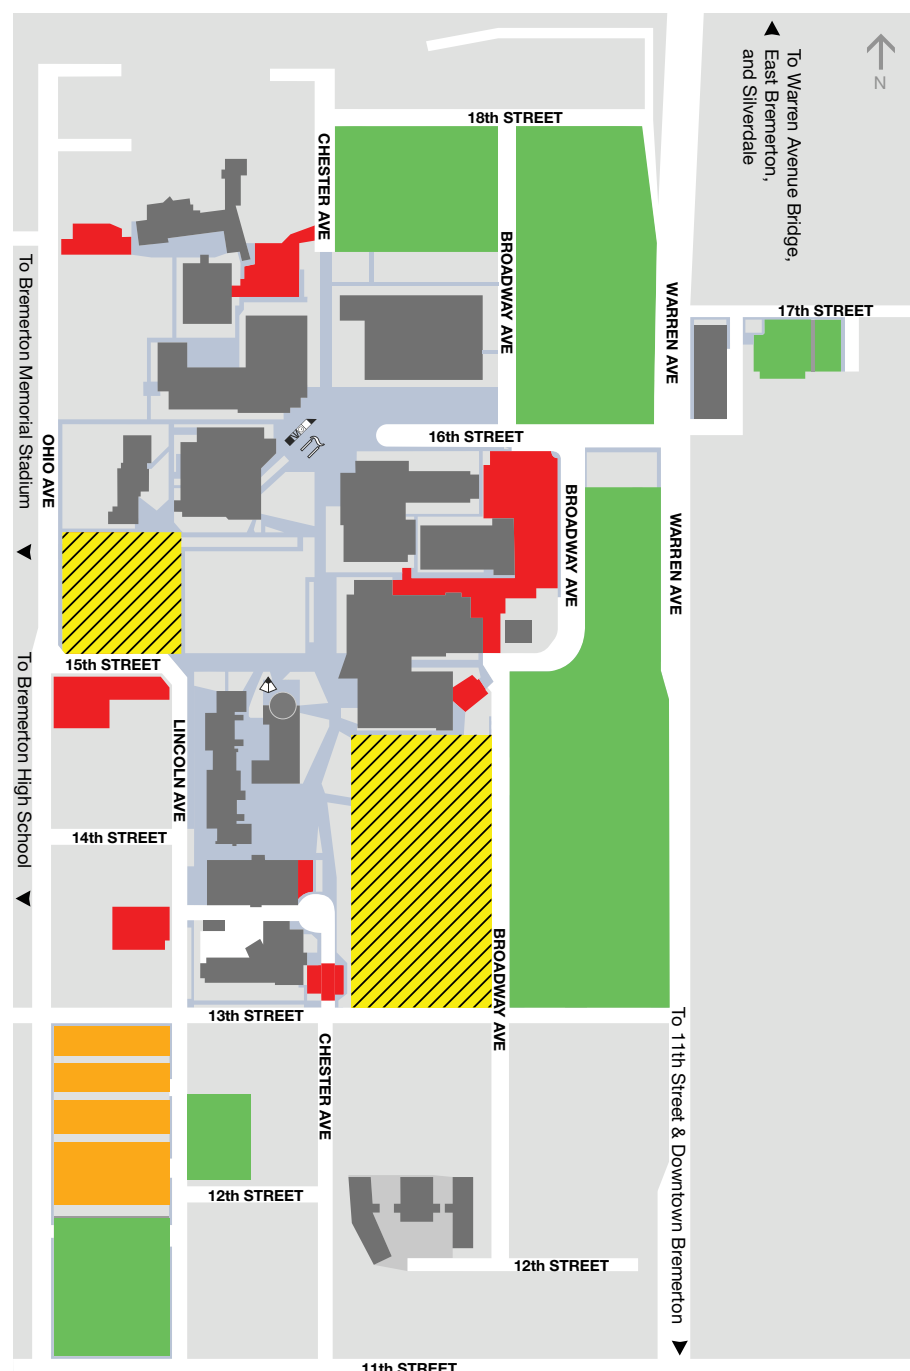 To Warren Avenue Bridge,
East Bremerton,
and Silverdale
N
18th STREET
CHESTER AVE
BROADWAY AVE
WARREN AVE
17th STREET
To Bremerton Memorial Stadium
OHIO AVE
16th STREET
BROADWAY AVE
WARREN AVE
15th STREET
To Bremerton High School
LINCOLN AVE
14th STREET
BROADWAY AVE
13th STREET
To 11th Street & Downtown Bremerton
CHESTER AVE
12th STREET
12th STREET
11th STREET